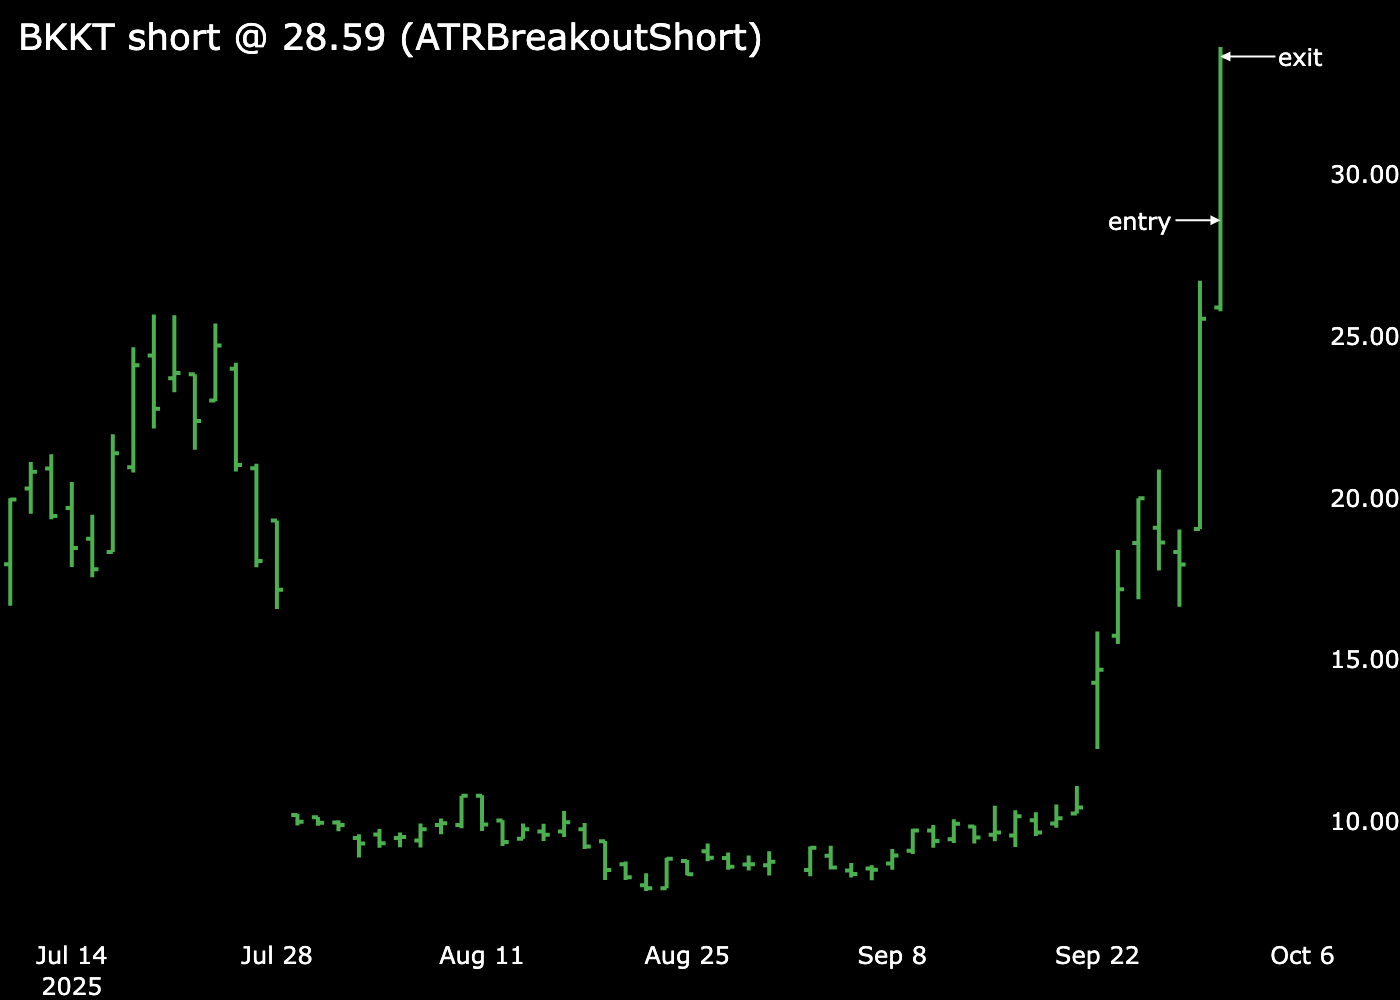 BKKT short @ 28.59 (ATRBreakoutShort)
exit
30.00
entry
25.00
20.00
15.00
10.00
Jul 14
2025
Jul 28
Aug 11
Aug 25
Sep 8
Sep 22
Oct 6